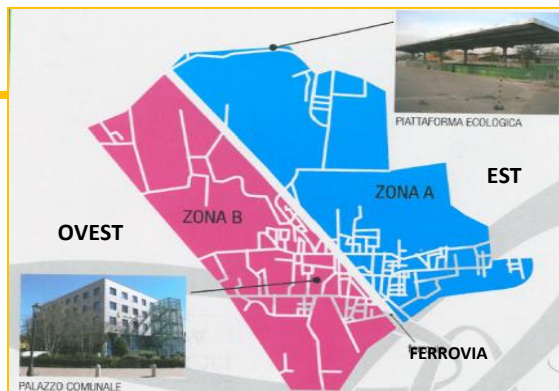 PIATTAFORMA ECOLOGICA
EST
ZONA A
ZONA B
OVEST
FERROVIA
PALAZZO COMUNALE